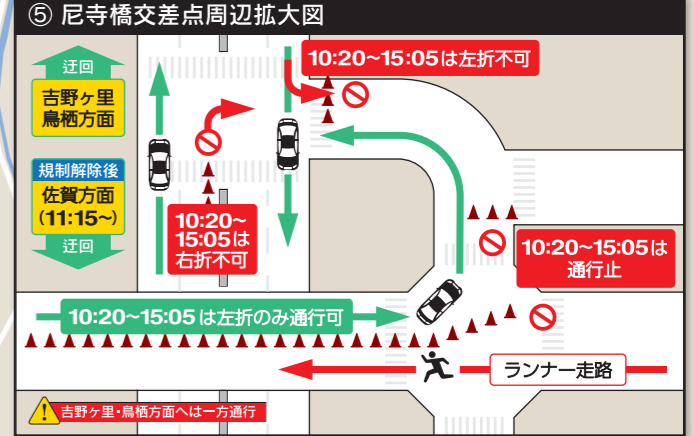 ⑤ 尼寺橋交差点周辺拡大図
迂回
吉野ヶ里
鳥栖方面
規制解除後
佐賀方面
(11:15~)
迂回
10:20~15:05は左折不可
10:20~
15:05は
右折不可
10:20~15:05は
通行止
10:20~15:05は左折のみ通行可
ランナー走路
吉野ヶ里・鳥栖方面へは一方通行